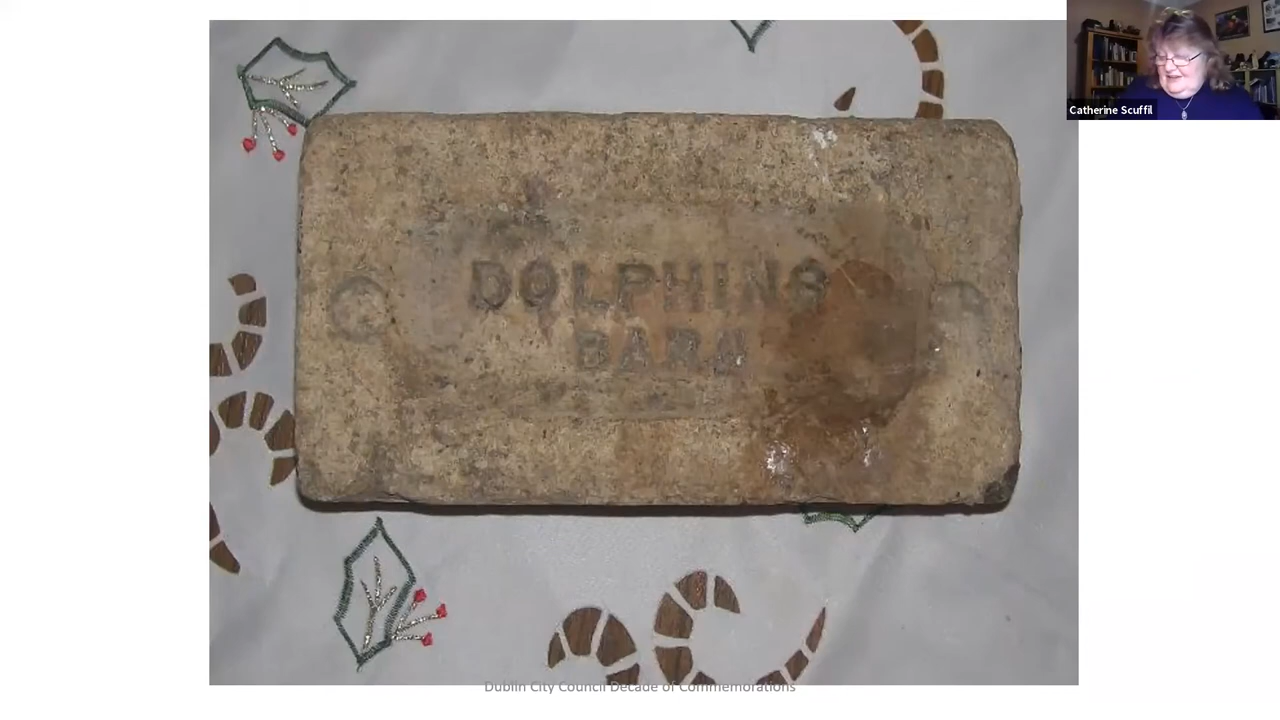 Catherine Scuffil
DOLPHINS
BARN
Dublin City Council Decade of Commemorations